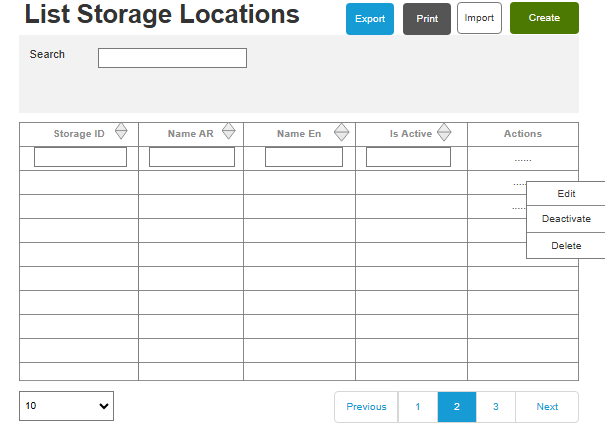 List Storage Locations
Export
Print
Import
Create
Search
Storage ID
Name AR
Name En
Is Active
Actions
......
......
......
Edit
Deactivate
Delete
10
Previous
1
2
3
Next